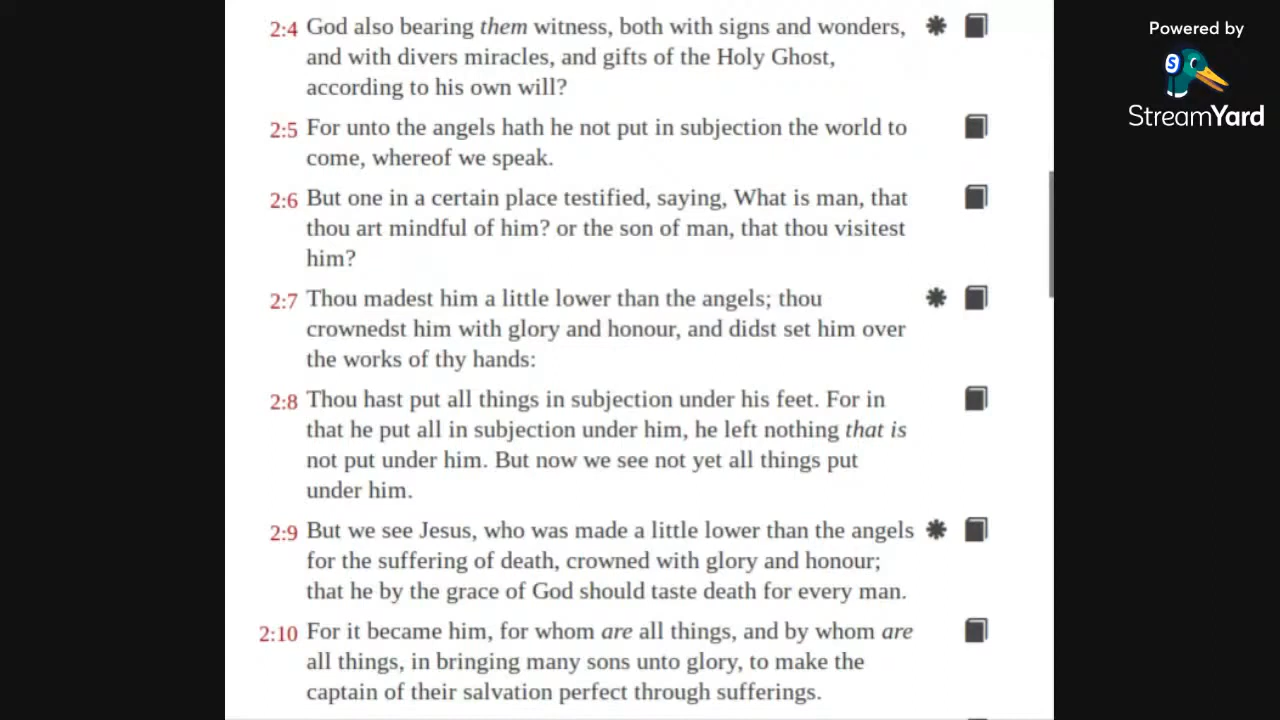 2:4 God also bearing them witness, both with signs and wonders,
and with divers miracles, and gifts of the Holy Ghost,
according to his own will?
2:5 For unto the angels hath he not put in subjection the world to
come, whereof we speak.
2:6 But one in a certain place testified, saying, What is man, that
thou art mindful of him? or the son of man, that thou visitest
him?
2:7 Thou madest him a little lower than the angels; thou
crownedst him with glory and honour, and didst set him over
the works of thy hands:
2:8 Thou hast put all things in subjection under his feet. For in
that he put all in subjection under him, he left nothing that is
not put under him. But now we see not yet all things put
under him.
2:9 But we see Jesus, who was made a little lower than the angels
for the suffering of death, crowned with glory and honour;
that he by the grace of God should taste death for every man.
2:10 For it became him, for whom are all things, and by whom are
all things, in bringing many sons unto glory, to make the
captain of their salvation perfect through sufferings.
Powered by
S
StreamYard